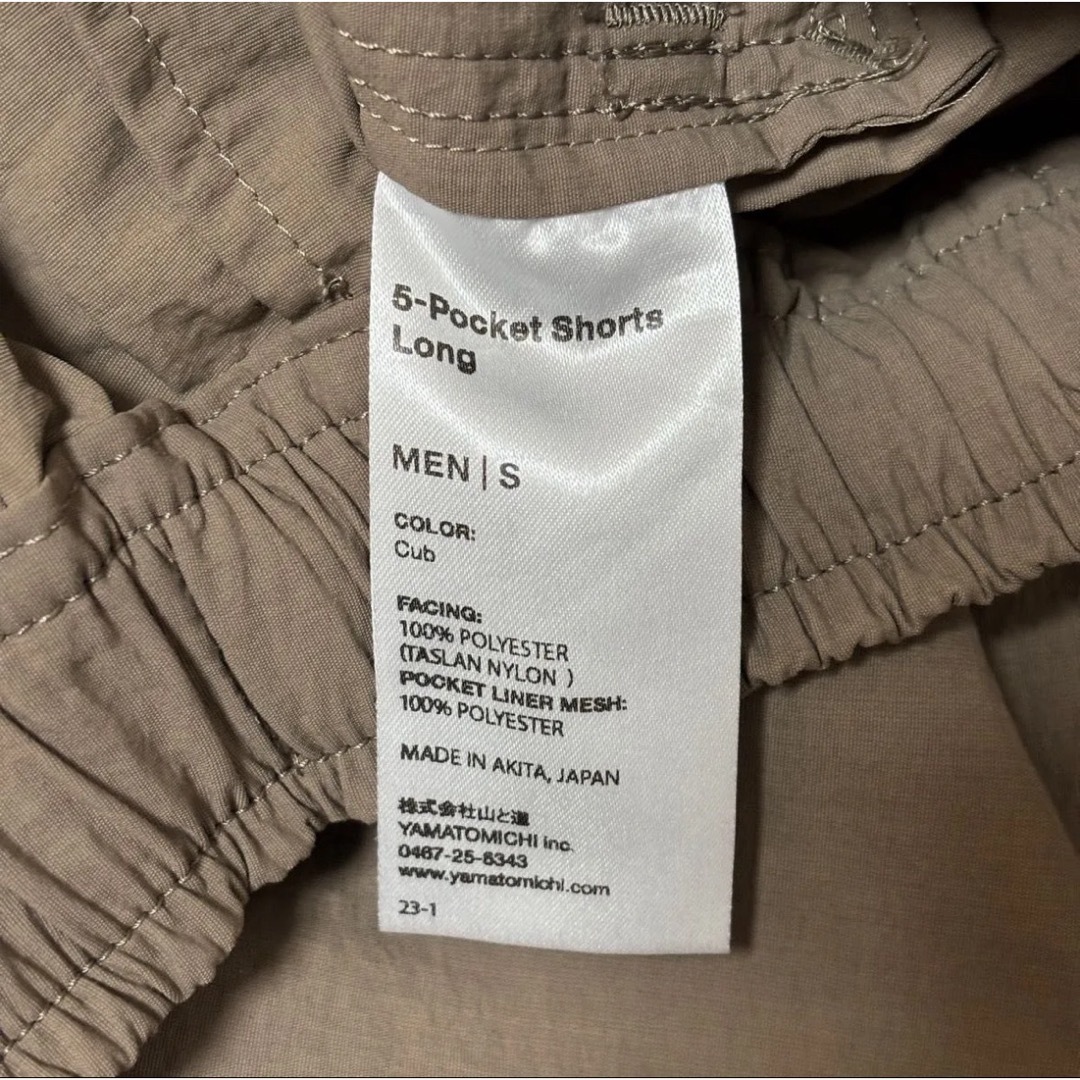 5-Pocket Shorts
Long
MEN | S
COLOR:
Cub
FACING:
100% POLYESTER
(TASLAN NYLON )
POCKET LINER MESH:
100% POLYESTER
MADE IN AKITA, JAPAN
株式会社山と道
YAMATOMICHI inc.
0467-25-6343
www.yamatomichi.com
23-1